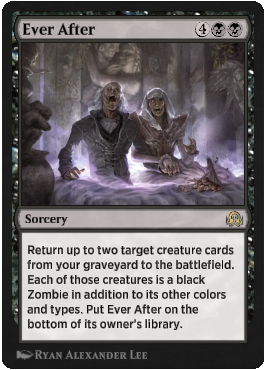 Ever After 4
Sorcery
Return up to two target creature cards
from your graveyard to the battlefield.
Each of those creatures is a black
Zombie in addition to its other colors
and types. Put Ever After on the
bottom of its owner's library.
Ryan Alexander Lee